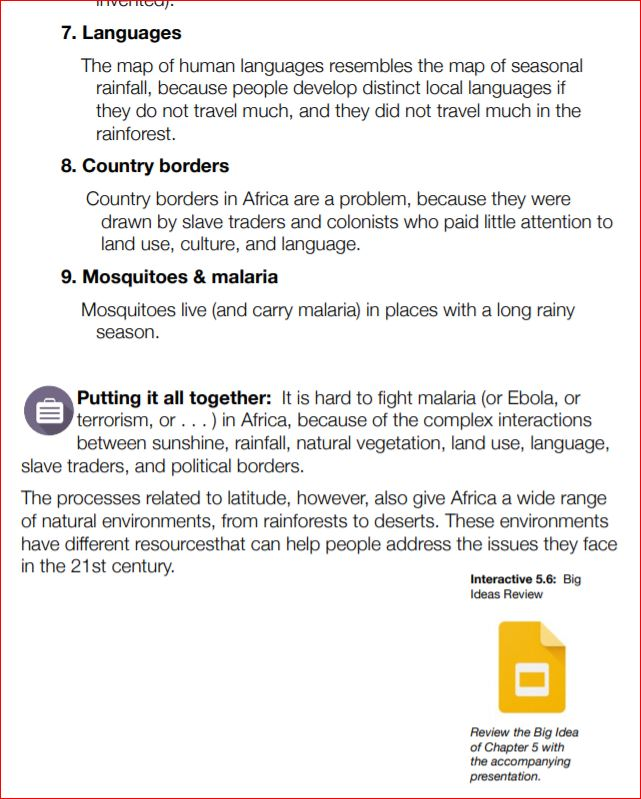 invented).
7. Languages
The map of human languages resembles the map of seasonal
rainfall, because people develop distinct local languages if
they do not travel much, and they did not travel much in the
rainforest.
8. Country borders
Country borders in Africa are a problem, because they were
drawn by slave traders and colonists who paid little attention to
land use, culture, and language.
9. Mosquitoes & malaria
Mosquitoes live (and carry malaria) in places with a long rainy
season.
Putting it all together: It is hard to fight malaria (or Ebola, or
terrorism, or . . . ) in Africa, because of the complex interactions
between sunshine, rainfall, natural vegetation, land use, language,
slave traders, and political borders.
The processes related to latitude, however, also give Africa a wide range
of natural environments, from rainforests to deserts. These environments
have different resourcesthat can help people address the issues they face
in the 21st century.
Interactive 5.6: Big
Ideas Review
Review the Big Idea
of Chapter 5 with
the accompanying
presentation.